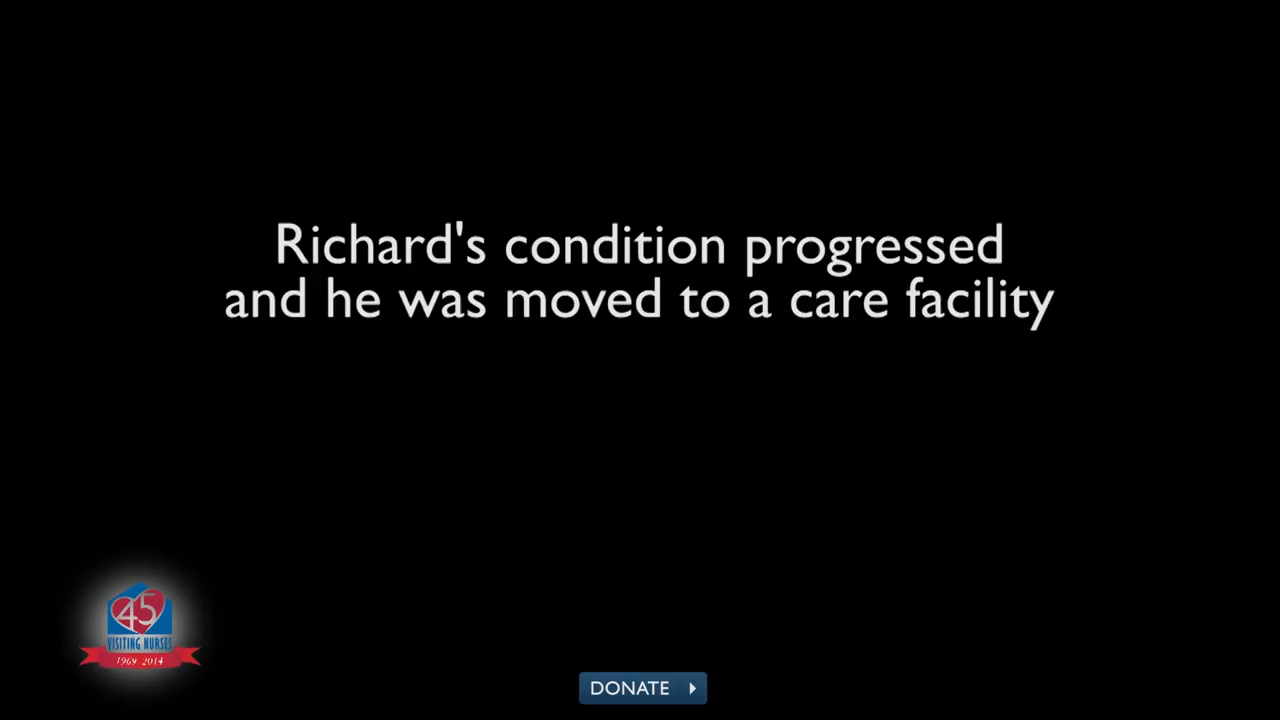 Richard's condition progressed
and he was moved to a care facility
45
VISITING NURSES
1969 2014
DONATE